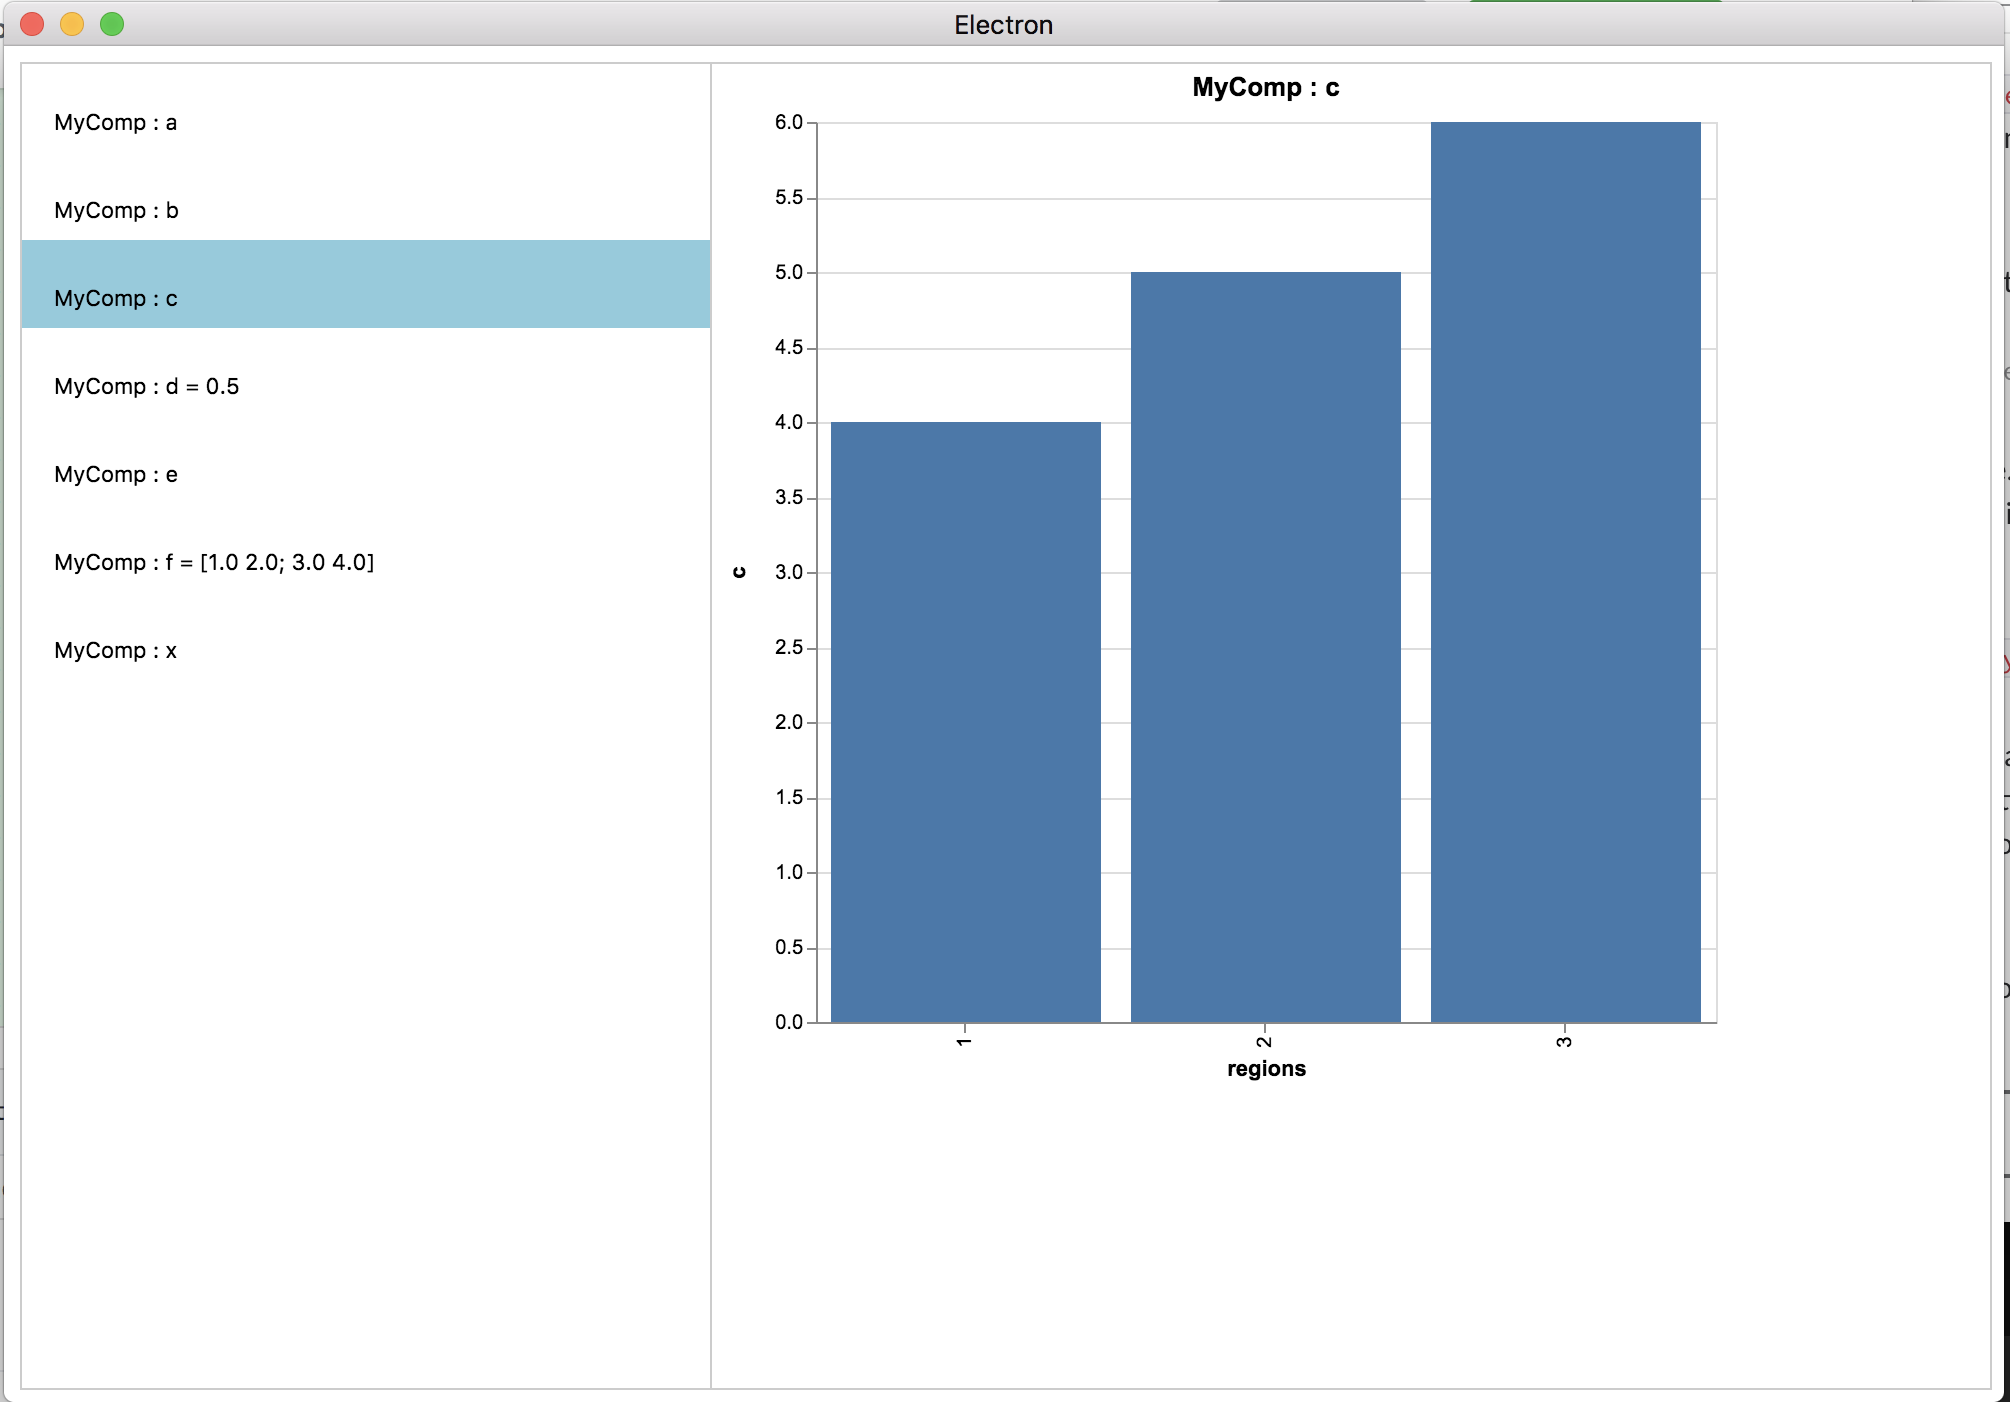 Electron
MyComp : a
MyComp : b
MyComp : c
MyComp : d = 0.5
MyComp : e
MyComp : f = [1.0 2.0; 3.0 4.0]
MyComp : x
MyComp : c
6.0
5.5
5.0
4.5
4.0
3.5
3.0
2.5
2.0
1.5
1.0
0.5
0.0
c
1
2
3
regions